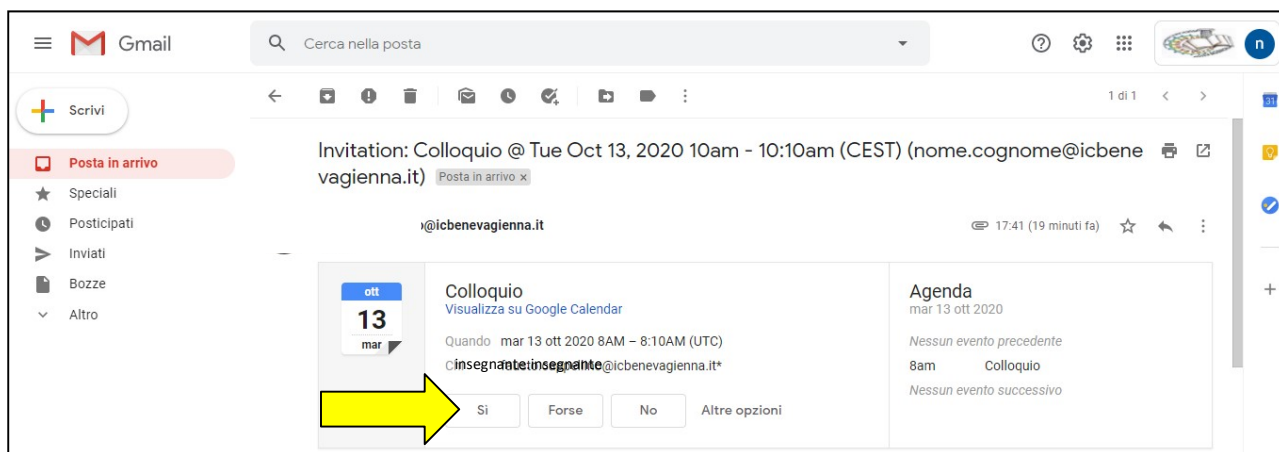 Gmail
Cerca nella posta
n
Scrivi
1 di 1
31
Posta in arrivo
Speciali
Posticipati
Inviati
Bozze
Altro
Invitation: Colloquio @ Tue Oct 13, 2020 10am - 10:10am (CEST) (nome.cognome@icbene
vagienna.it) Posta in arrivo x
@icbenevagienna.it
17:41 (19 minuti fa)
ott
13
mar
Colloquio
Visualizza su Google Calendar
Quando mar 13 ott 2020 8AM – 8:10AM (UTC)
insegnante.insegnante@icbenevagienna.it*
Sì Forse No Altre opzioni
Agenda
mar 13 ott 2020
Nessun evento precedente
8am Colloquio
Nessun evento successivo